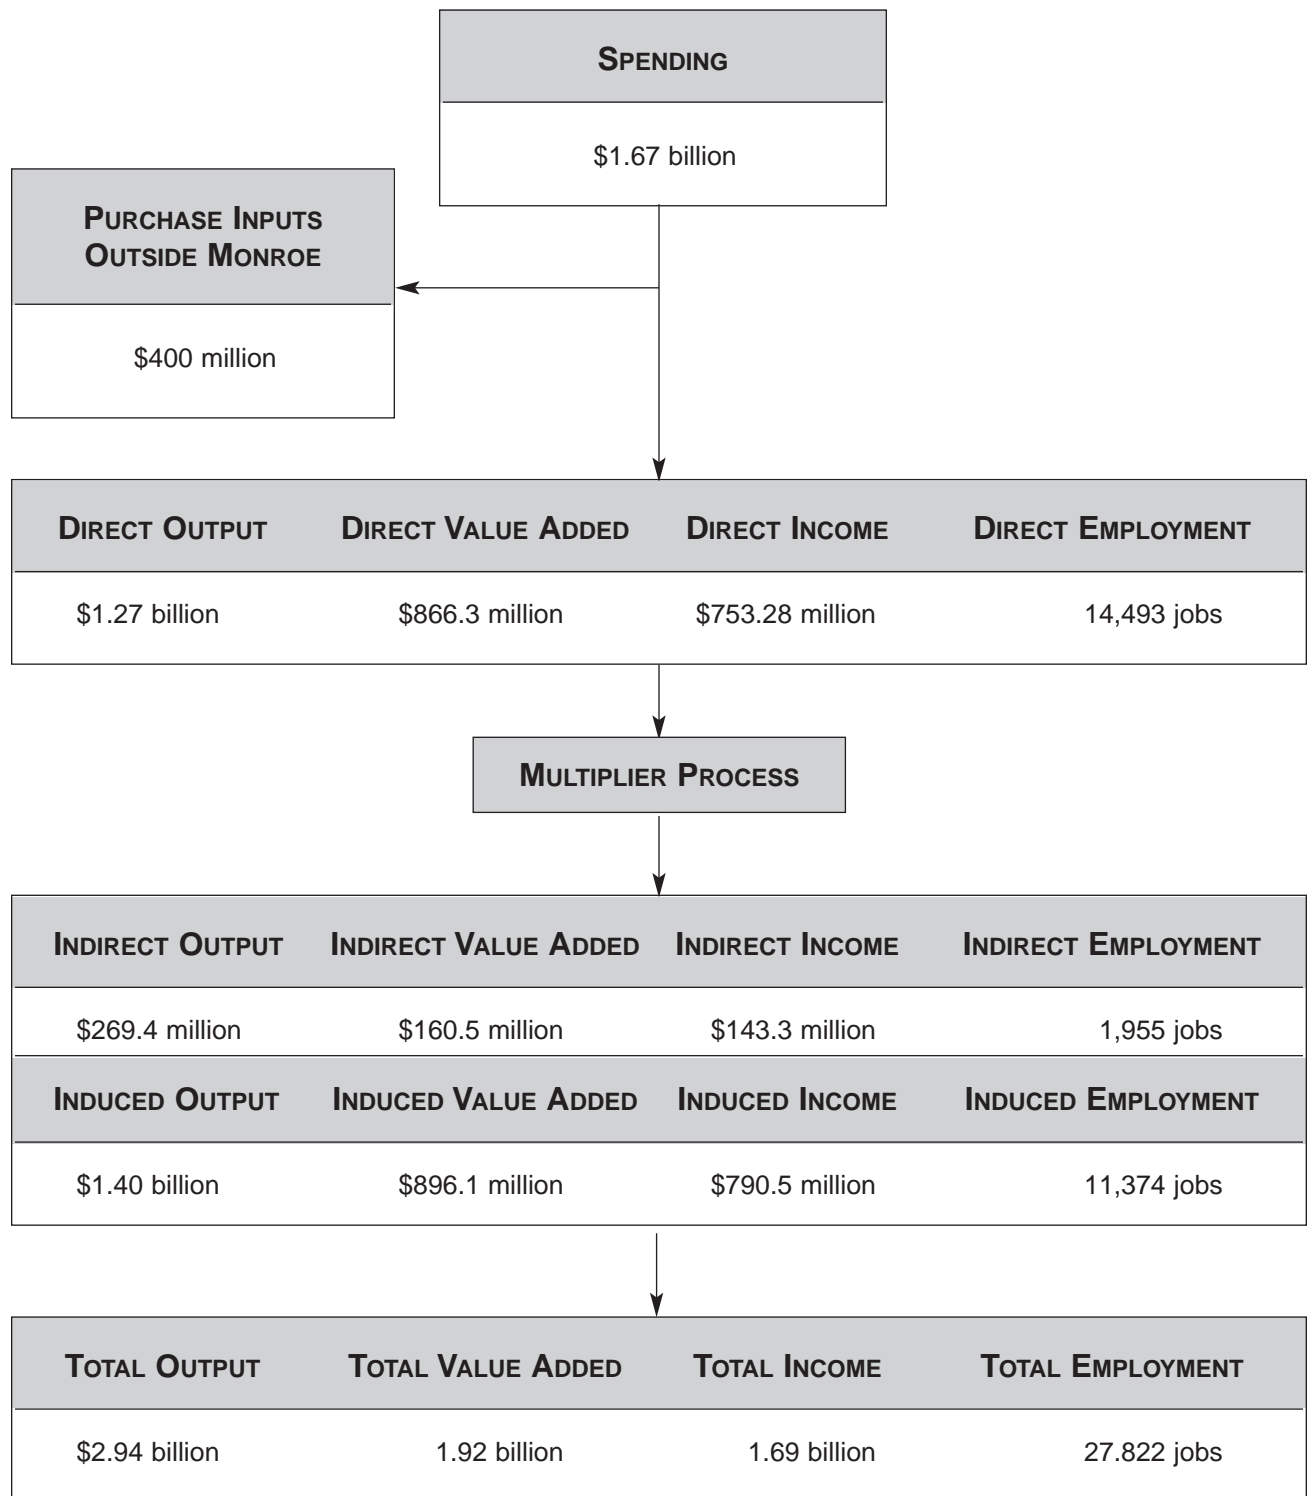 SPENDING
$1.67 billion
PURCHASE INPUTS
OUTSIDE MONROE
$400 million
DIRECT OUTPUT DIRECT VALUE ADDED DIRECT INCOME DIRECT EMPLOYMENT
$1.27 billion $866.3 million $753.28 million 14,493 jobs
MULTIPLIER PROCESS
INDIRECT OUTPUT INDIRECT VALUE ADDED INDIRECT INCOME INDIRECT EMPLOYMENT
$269.4 million $160.5 million $143.3 million 1,955 jobs
INDUCED OUTPUT INDUCED VALUE ADDED INDUCED INCOME INDUCED EMPLOYMENT
$1.40 billion $896.1 million $790.5 million 11,374 jobs
TOTAL OUTPUT TOTAL VALUE ADDED TOTAL INCOME TOTAL EMPLOYMENT
$2.94 billion 1.92 billion 1.69 billion 27.822 jobs